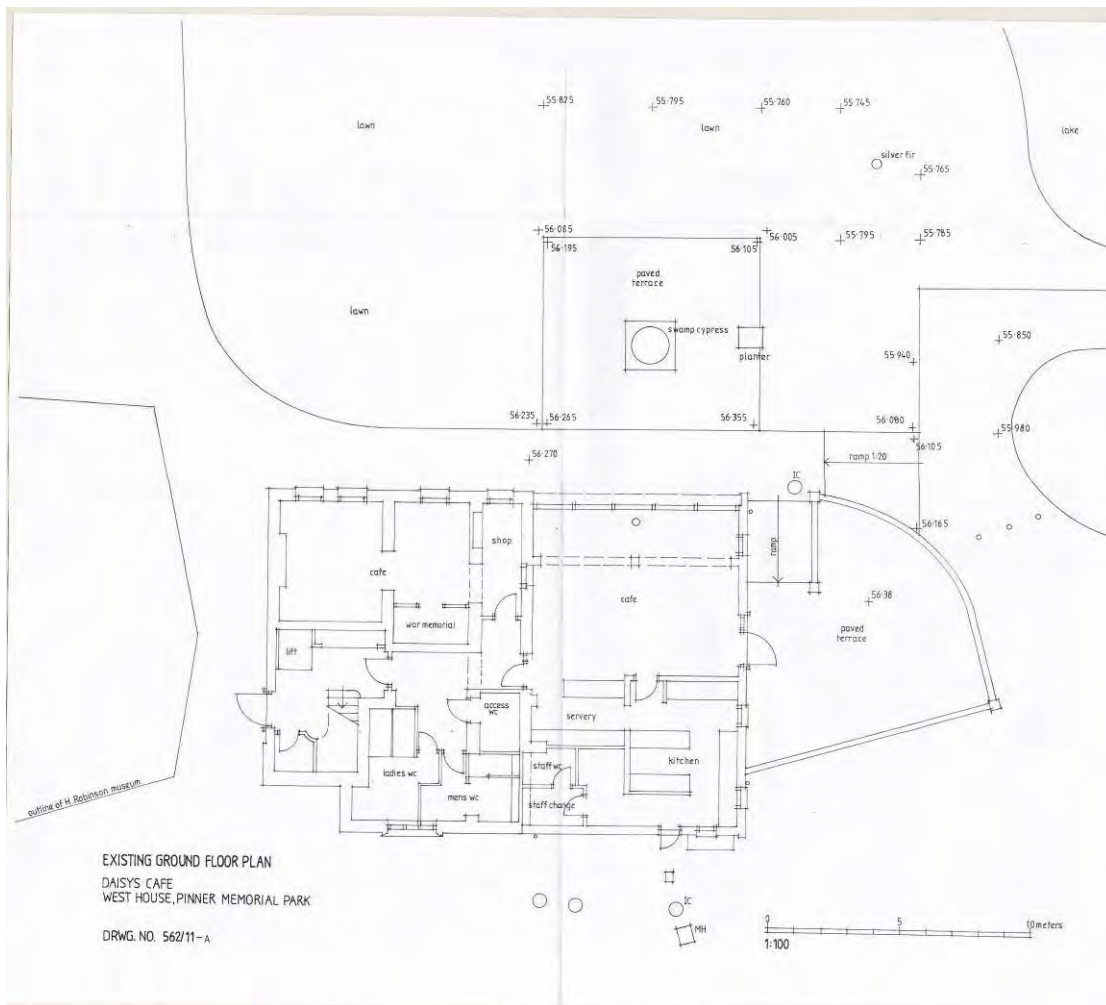 55·825
55·795
55·760
55·745
lawn
lawn
lake
silver fir
55·765
56·085
56·005
55·795
55·785
56·195
56·105
paved
terrace
lawn
swamp cypress
planter
55·850
55·940
56·235
56·265
56·355
56·080
55·980
56·105
56·270
ramp 1:20
IC
56·165
shop
ramp
cafe
cafe
56·38
war memorial
paved
terrace
lift
access
wc
servery
kitchen
staff wc
ladies wc
mens wc
staff change
outline of H Robinson museum
EXISTING GROUND FLOOR PLAN
DAISYS CAFE
WEST HOUSE, PINNER MEMORIAL PARK
DRWG. NO. 562/11-A
IC
MH
0
5
10 meters
1:100